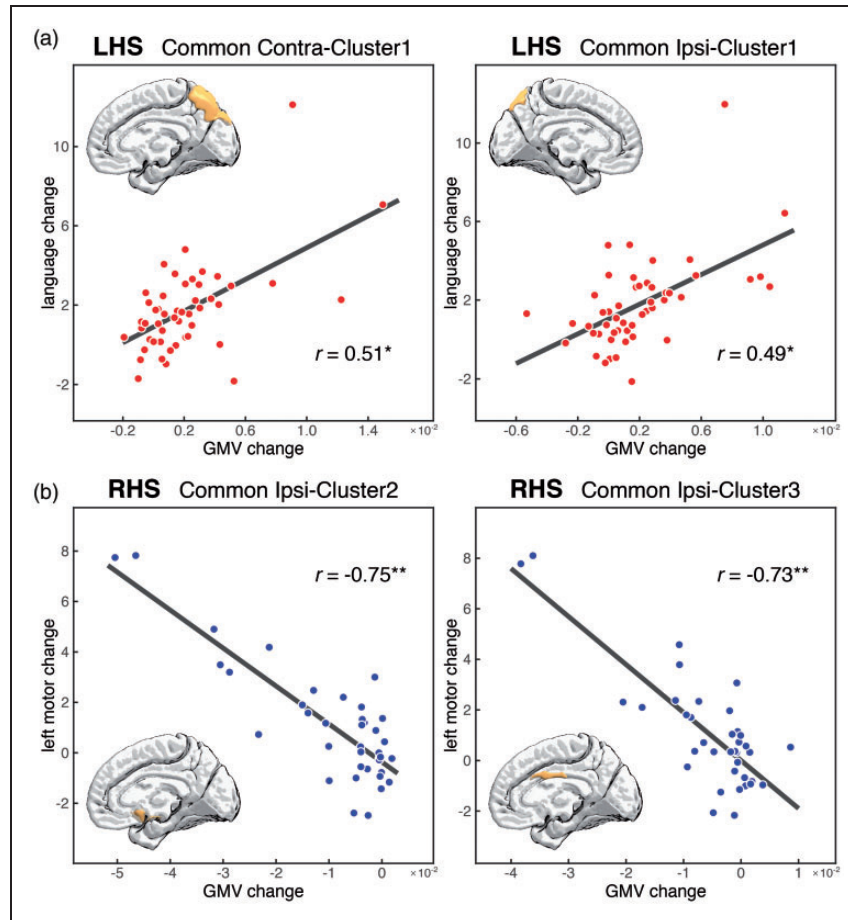 (a) LHS Common Contra-Cluster1 LHS Common Ipsi-Cluster1
language change
10
6
2
-2
r = 0.51*
-0.2 0.2 0.6 1.0 1.4 ×10⁻²
GMV change
language change
10
6
2
-2
r = 0.49*
-0.6 -0.2 0.2 0.6 1.0 ×10⁻²
GMV change
(b) RHS Common Ipsi-Cluster2 RHS Common Ipsi-Cluster3
left motor change
8
6
4
2
0
-2
r = -0.75**
-5 -4 -3 -2 -1 0 ×10⁻²
GMV change
left motor change
8
6
4
2
0
-2
r = -0.73**
-4 -3 -2 -1 0 1 ×10⁻²
GMV change